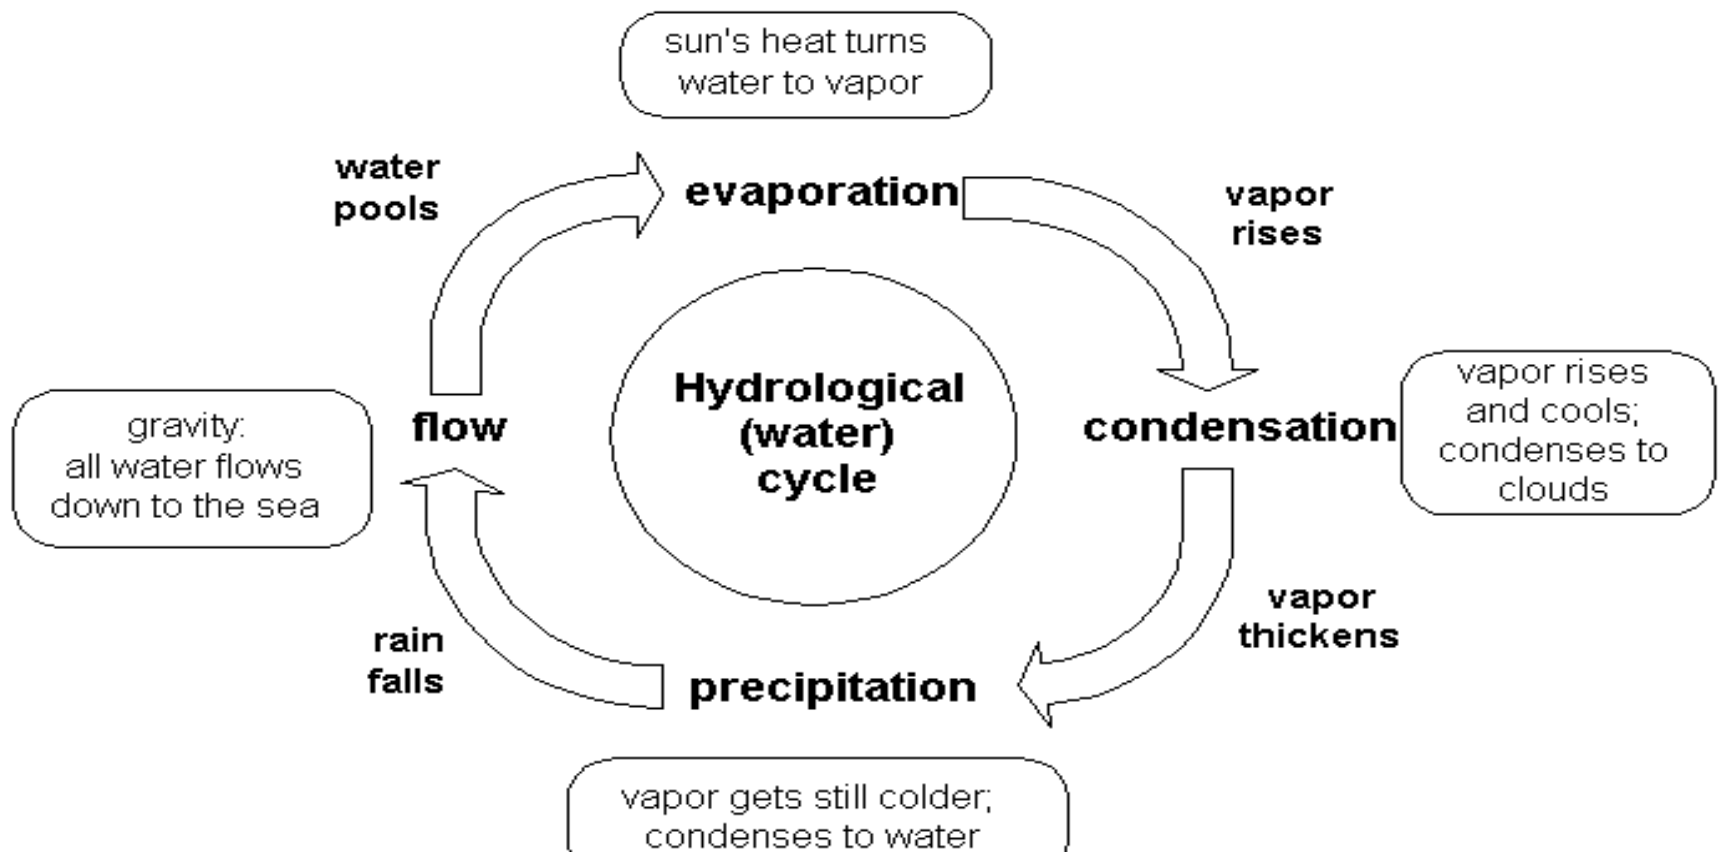 sun's heat turns
water to vapor
water
pools
evaporation
vapor
rises
Hydrological
(water)
cycle
gravity:
all water flows
down to the sea
flow
condensation
vapor rises
and cools;
condenses to
clouds
rain
falls
precipitation
vapor
thickens
vapor gets still colder;
condenses to water